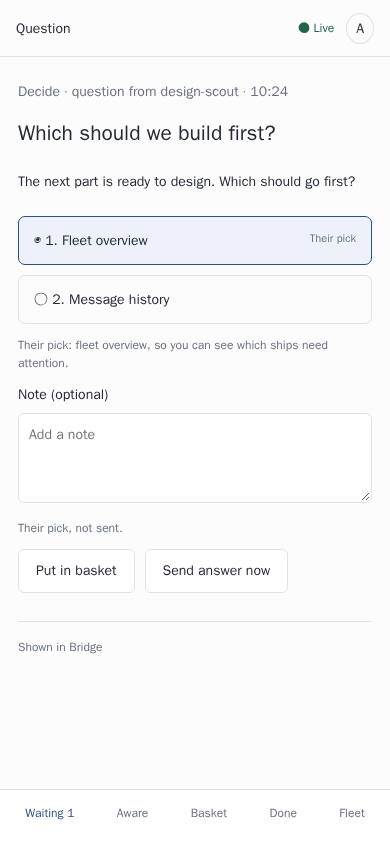 Question
Live
A
Decide · question from design-scout · 10:24
Which should we build first?
The next part is ready to design. Which should go first?
1. Fleet overview
Their pick
2. Message history
Their pick: fleet overview, so you can see which ships need
attention.
Note (optional)
Add a note
Their pick, not sent.
Put in basket
Send answer now
Shown in Bridge
Waiting 1
Aware
Basket
Done
Fleet